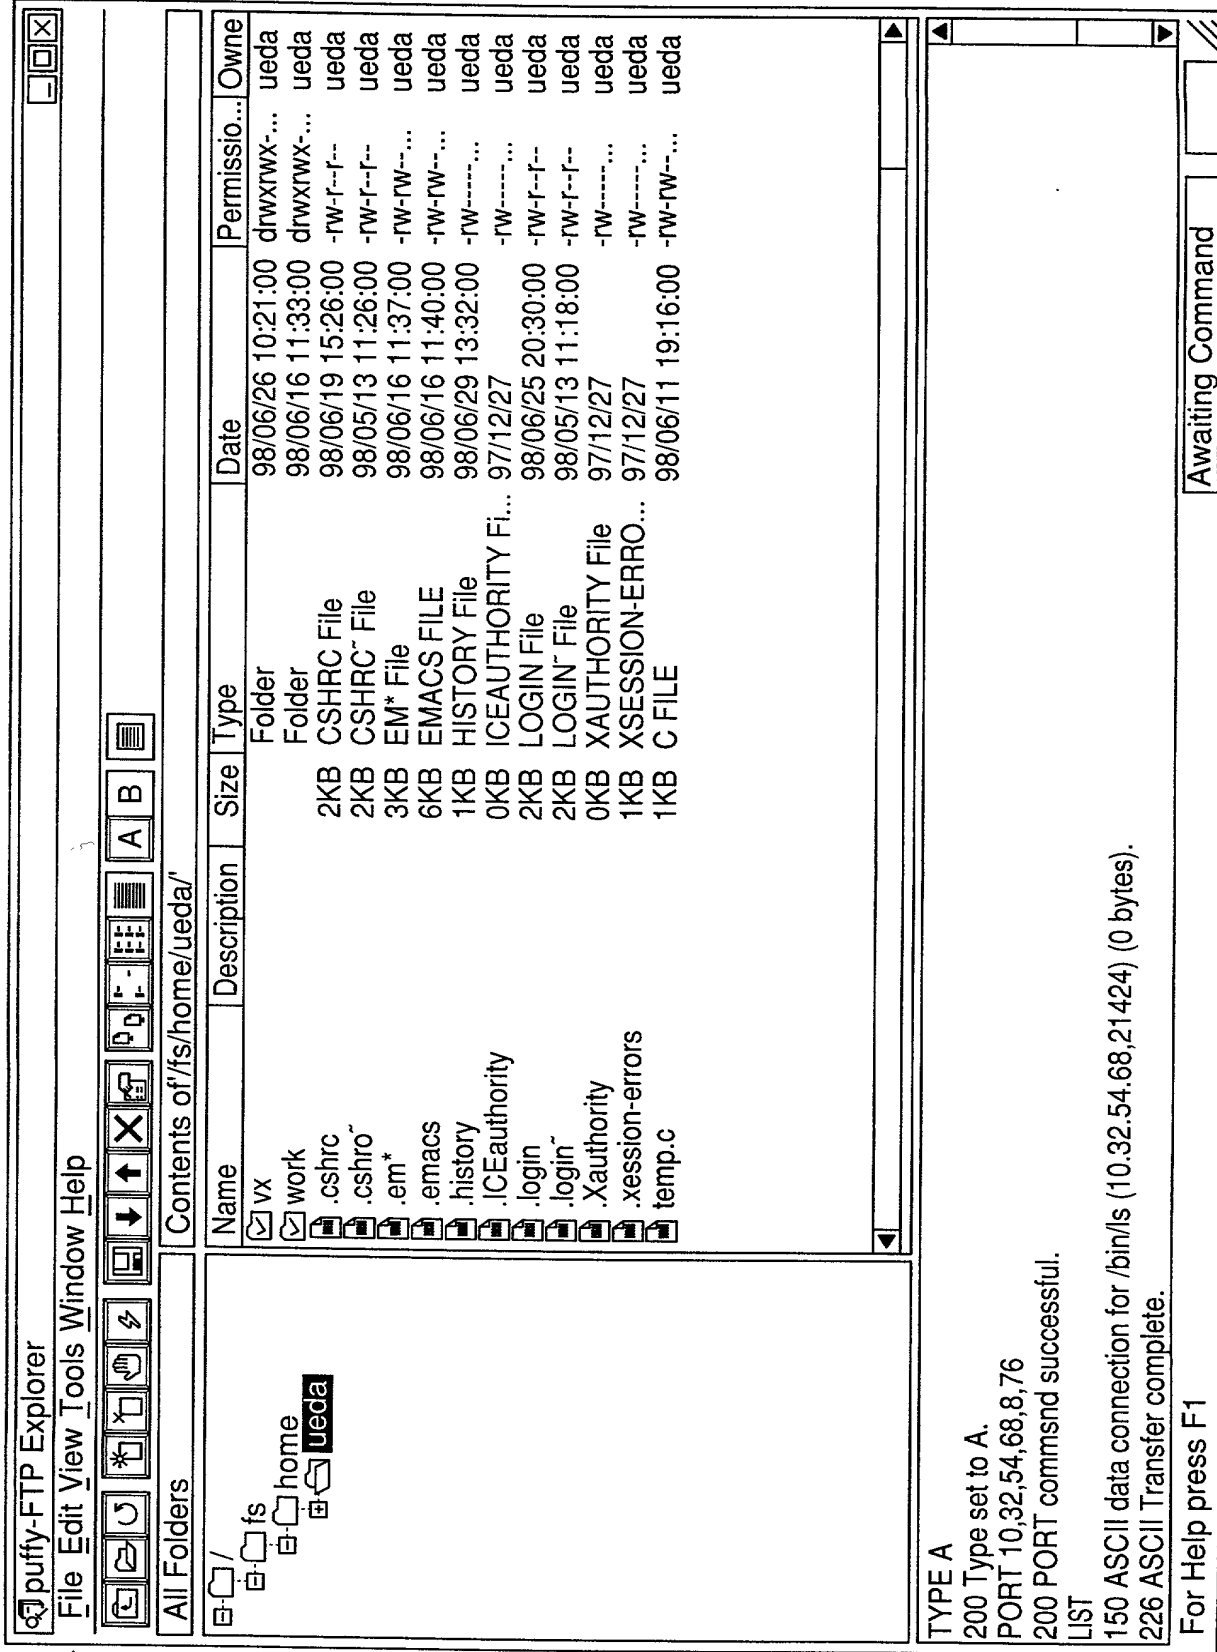 puffy-FTP Explorer
File Edit View Tools Window Help
A B
All Folders
Contents of'/fs/home/ueda/'
/
fs
home
ueda
Name Description Size Type Date Permissio... Owne
vx Folder 98/06/26 10:21:00 drwxrwx-... ueda
work Folder 98/06/16 11:33:00 drwxrwx-... ueda
.cshrc 2KB CSHRC File 98/06/19 15:26:00 -rw-r--r-- ueda
.cshro˜ 2KB CSHRC˜ File 98/05/13 11:26:00 -rw-r--r-- ueda
.em* 3KB EM* File 98/06/16 11:37:00 -rw-rw--... ueda
.emacs 6KB EMACS FILE 98/06/16 11:40:00 -rw-rw--... ueda
.history 1KB HISTORY File 98/06/29 13:32:00 -rw-----... ueda
.ICEauthority 0KB ICEAUTHORITY Fi... 97/12/27 -rw-----... ueda
.login 2KB LOGIN File 98/06/25 20:30:00 -rw-r--r-- ueda
.login˜ 2KB LOGIN˜ File 98/05/13 11:18:00 -rw-r--r-- ueda
.Xauthority 0KB XAUTHORITY File 97/12/27 -rw-----... ueda
.xession-errors 1KB XSESSION-ERRO... 97/12/27 -rw-----... ueda
temp.c 1KB C FILE 98/06/11 19:16:00 -rw-rw--... ueda
TYPE A
200 Type set to A.
PORT 10,32,54,68,8,76
200 PORT commsnd successful.
LIST
150 ASCII data connection for /bin/ls (10.32.54.68,21424) (0 bytes).
226 ASCII Transfer complete.
For Help press F1
Awaiting Command